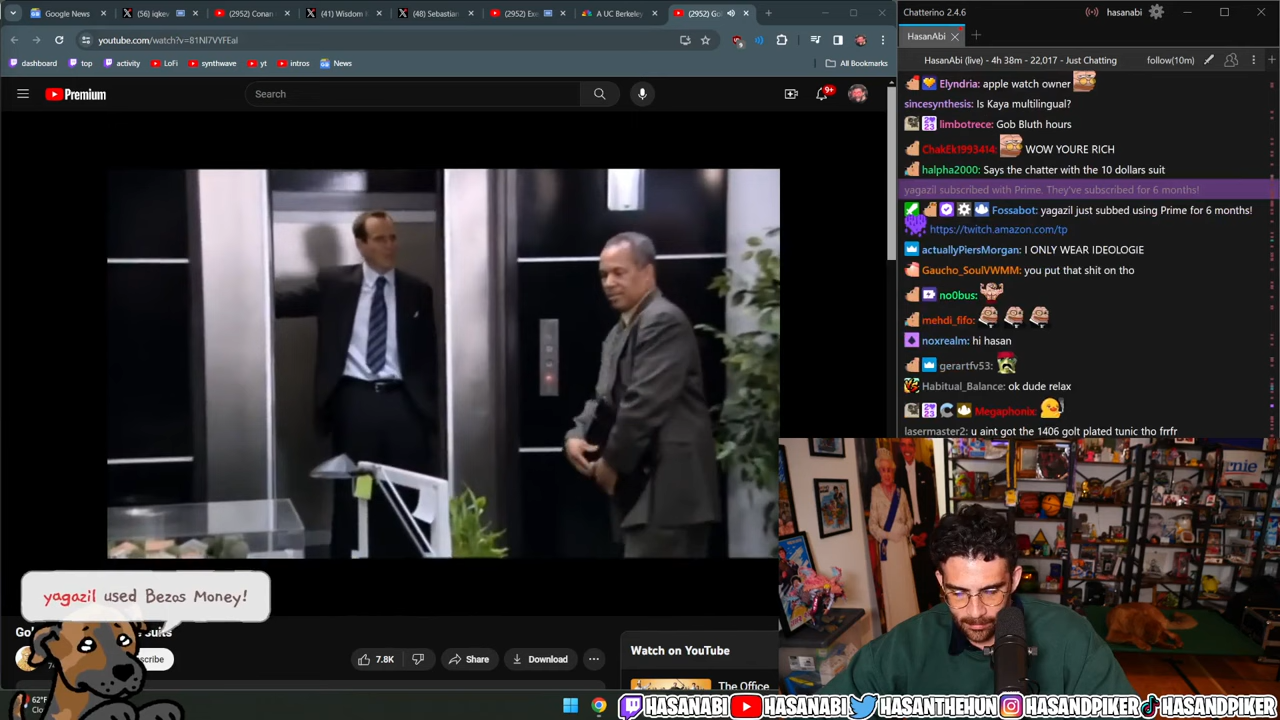 Google News
(56) iqkev
(2952) Conan
(41) Wisdom
(48) Sebastian
(2952) Exe
A UC Berkeley
(2952) Go
youtube.com/watch?v=81Nl7VYFEaI
dashboard
top
activity
LoFi
synthwave
yt
intros
News
All Bookmarks
Premium
Search
9+
7.8K
Share
Download
Watch on YouTube
The Office
suits
yagazil used Bezos Money!
62°F
Chatterino 2.4.6
hasanabi
HasanAbi
HasanAbi (live) - 4h 38m - 22,017 - Just Chatting
follow(10m)
Elyndria: apple watch owner
sincesynthesis: Is Kaya multilingual?
limbotrece: Gob Bluth hours
ChakEk1993414: WOW YOURE RICH
halpha2000: Says the chatter with the 10 dollars suit
yagazil subscribed with Prime. They've subscribed for 6 months!
Fossabot: yagazil just subbed using Prime for 6 months!
https://twitch.amazon.com/tp
actuallyPiersMorgan: I ONLY WEAR IDEOLOGIE
Gaucho_SoulVWMM: you put that shit on tho
no0bus:
mehdi_fifo:
noxrealm: hi hasan
gerartfv53:
Habitual_Balance: ok dude relax
Megaphonix:
lasermaster2: u aint got the 1406 golt plated tunic tho frfrfr
ernie
HASANABI
HASANABI
HASANTHEHUN
HASANDPIKER
HASANDPIKER